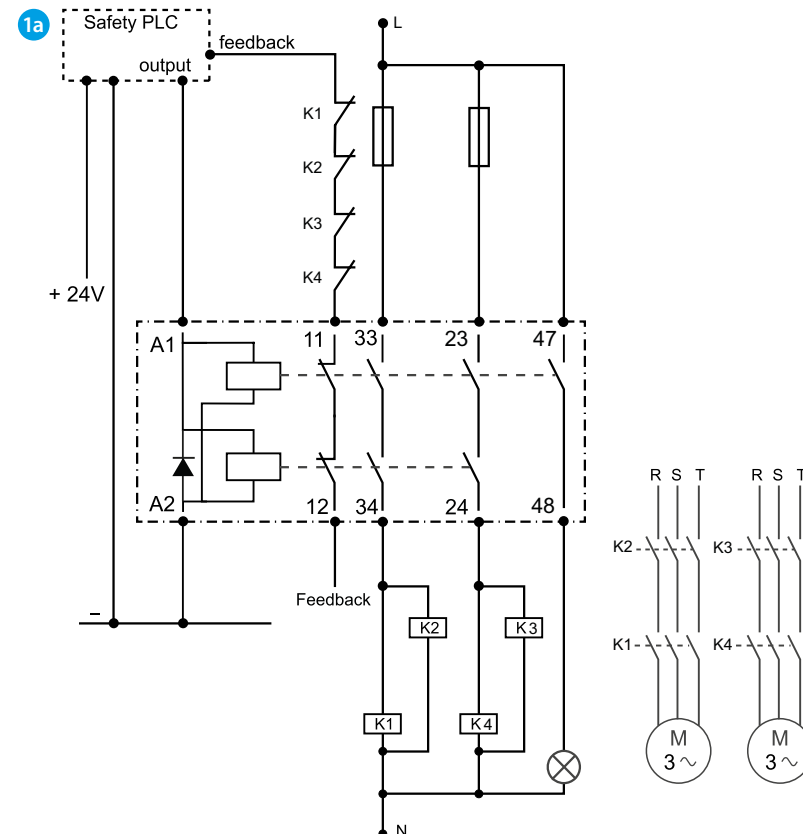 1a
Safety PLC
output
feedback
L
K1
K2
K3
K4
+ 24V
A1
11
33
23
47
A2
12
34
24
48
Feedback
–
K2
K3
K1
K4
N
R S T
R S T
K2
K3
K1
K4
M
3 ~
M
3 ~